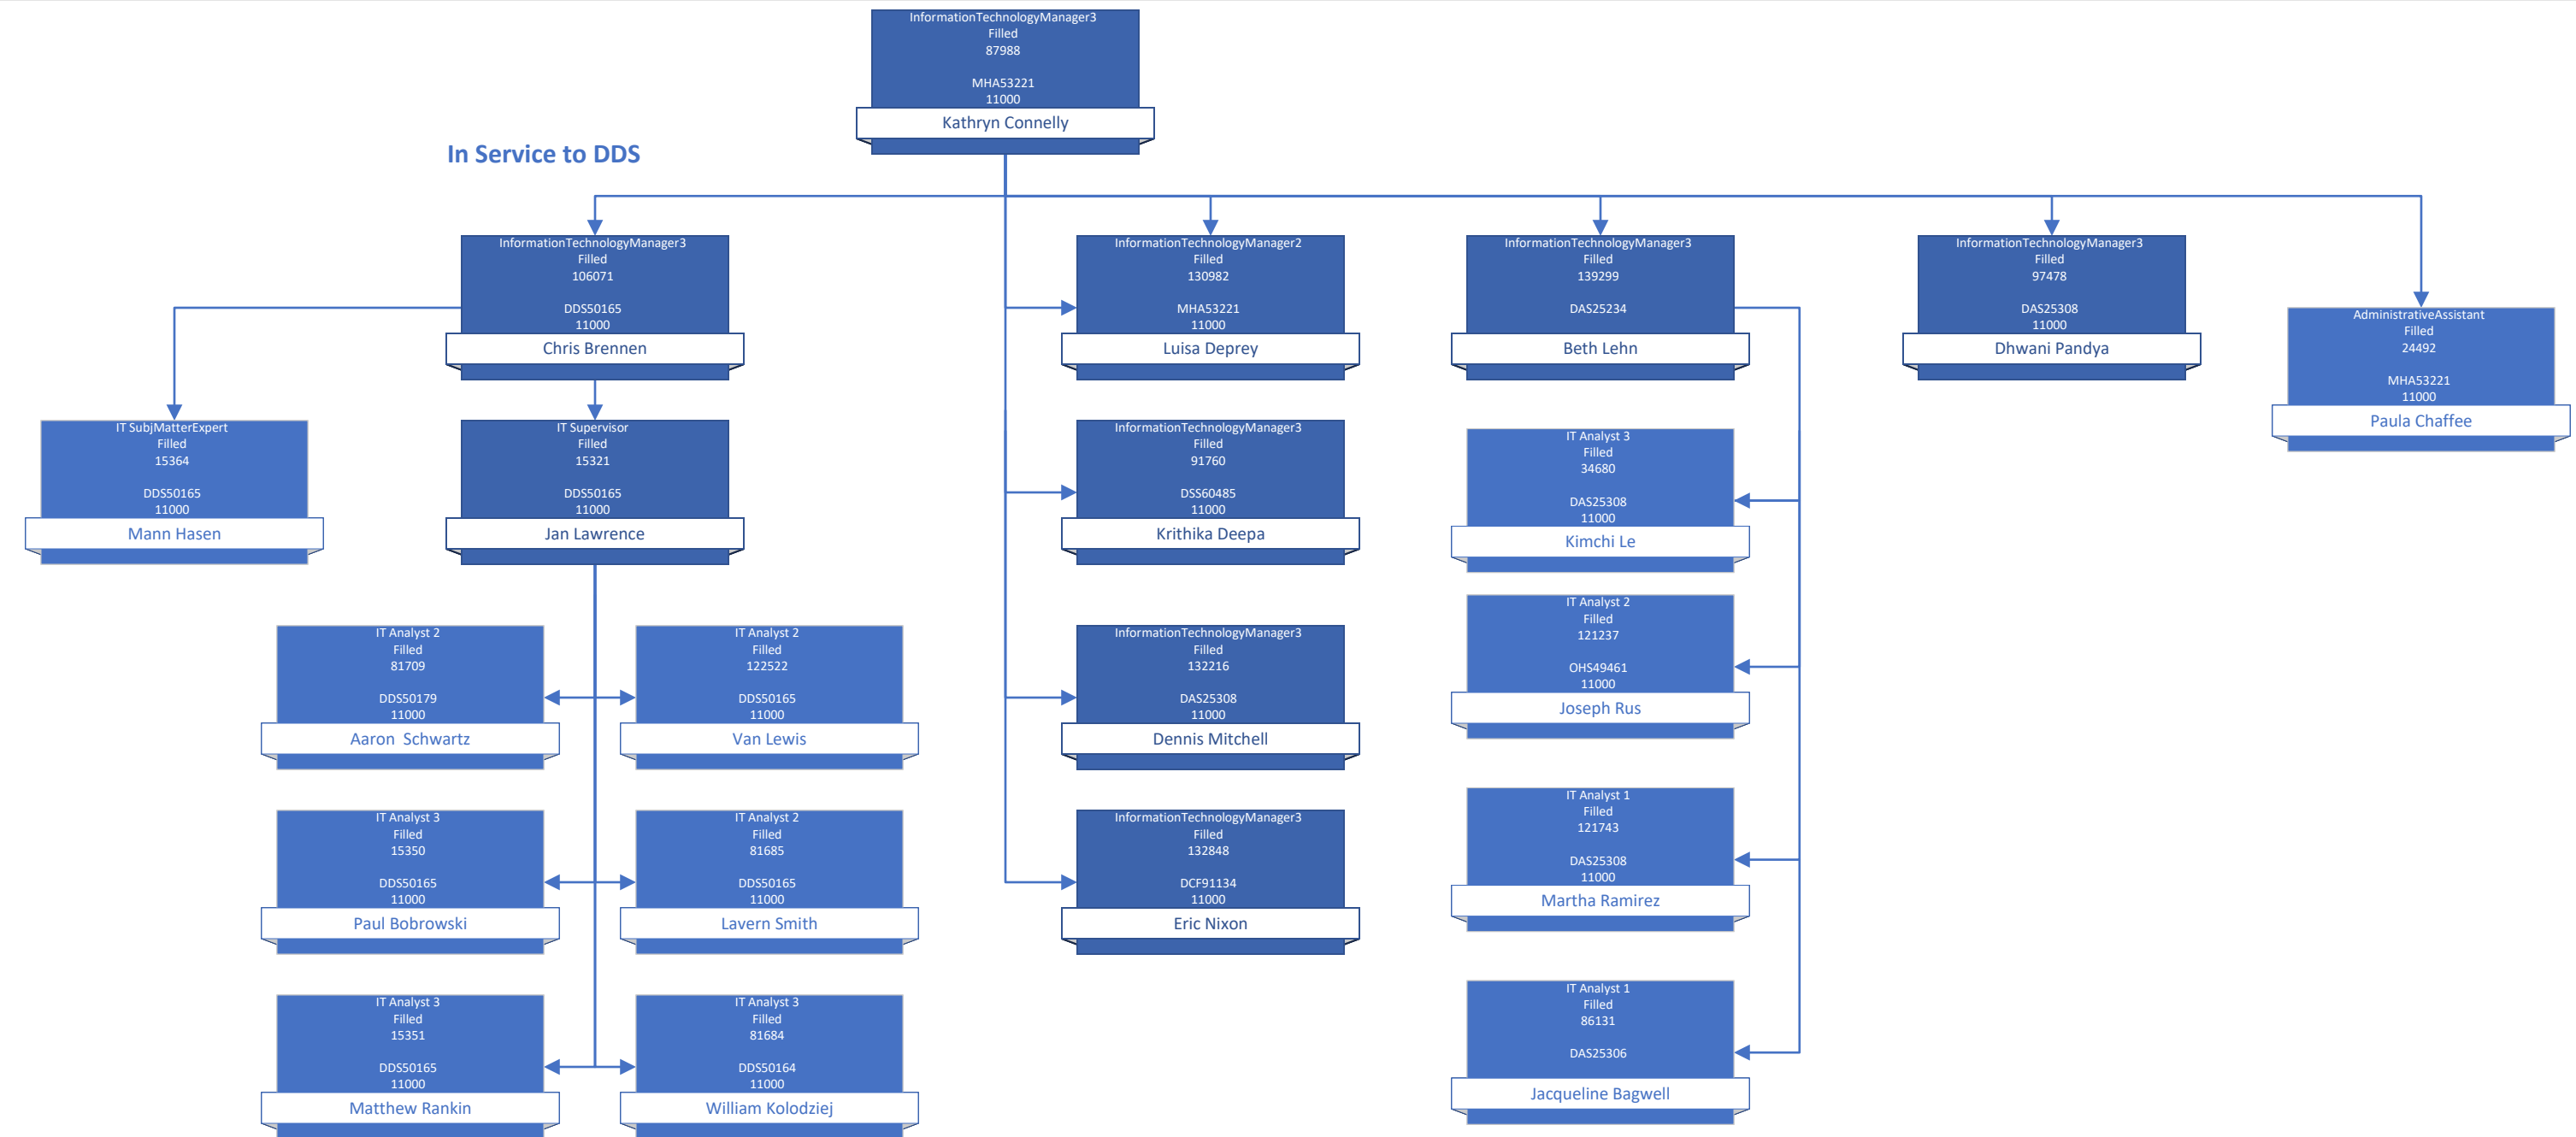 InformationTechnologyManager3
Filled
87988
MHA53221
11000
Kathryn Connelly
In Service to DDS
InformationTechnologyManager3
Filled
106071
DDS50165
11000
Chris Brennen
InformationTechnologyManager2
Filled
130982
MHA53221
11000
Luisa Deprey
InformationTechnologyManager3
Filled
139299
DAS25234
Beth Lehn
InformationTechnologyManager3
Filled
97478
DAS25308
11000
Dhwani Pandya
AdministrativeAssistant
Filled
24492
MHA53221
11000
Paula Chaffee
IT SubjMatterExpert
Filled
15364
DDS50165
11000
Mann Hasen
IT Supervisor
Filled
15321
DDS50165
11000
Jan Lawrence
InformationTechnologyManager3
Filled
91760
DSS60485
11000
Krithika Deepa
IT Analyst 3
Filled
34680
DAS25308
11000
Kimchi Le
IT Analyst 2
Filled
121237
OHS49461
11000
Joseph Rus
IT Analyst 2
Filled
81709
DDS50179
11000
Aaron  Schwartz
IT Analyst 2
Filled
122522
DDS50165
11000
Van Lewis
InformationTechnologyManager3
Filled
132216
DAS25308
11000
Dennis Mitchell
IT Analyst 1
Filled
121743
DAS25308
11000
Martha Ramirez
IT Analyst 3
Filled
15350
DDS50165
11000
Paul Bobrowski
IT Analyst 2
Filled
81685
DDS50165
11000
Lavern Smith
InformationTechnologyManager3
Filled
132848
DCF91134
11000
Eric Nixon
IT Analyst 1
Filled
86131
DAS25306
Jacqueline Bagwell
IT Analyst 3
Filled
15351
DDS50165
11000
Matthew Rankin
IT Analyst 3
Filled
81684
DDS50164
11000
William Kolodziej